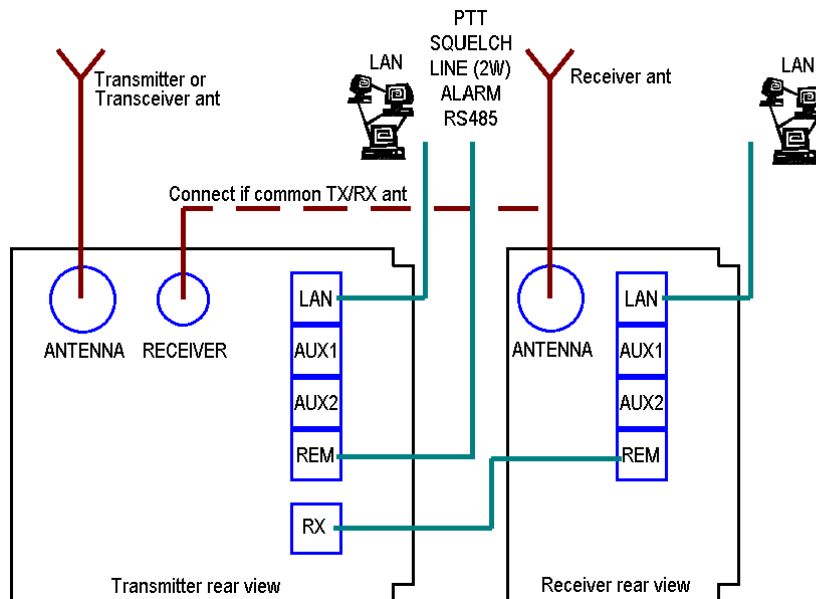 PTT
SQUELCH
LINE (2W)
ALARM
RS485
LAN
Transmitter or
Transceiver ant
Receiver ant
LAN
Connect if common TX/RX ant
ANTENNA
RECEIVER
LAN
AUX1
AUX2
REM
RX
Transmitter rear view
ANTENNA
LAN
AUX1
AUX2
REM
Receiver rear view